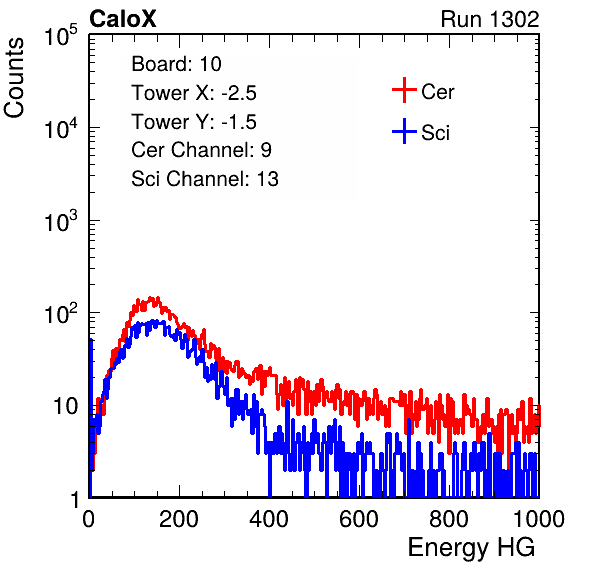 CaloX Run 1302
Counts
10^5
10^4
10^3
10^2
10
1
Board: 10
Tower X: -2.5
Tower Y: -1.5
Cer Channel: 9
Sci Channel: 13
Cer
Sci
0 200 400 600 800 1000
Energy HG